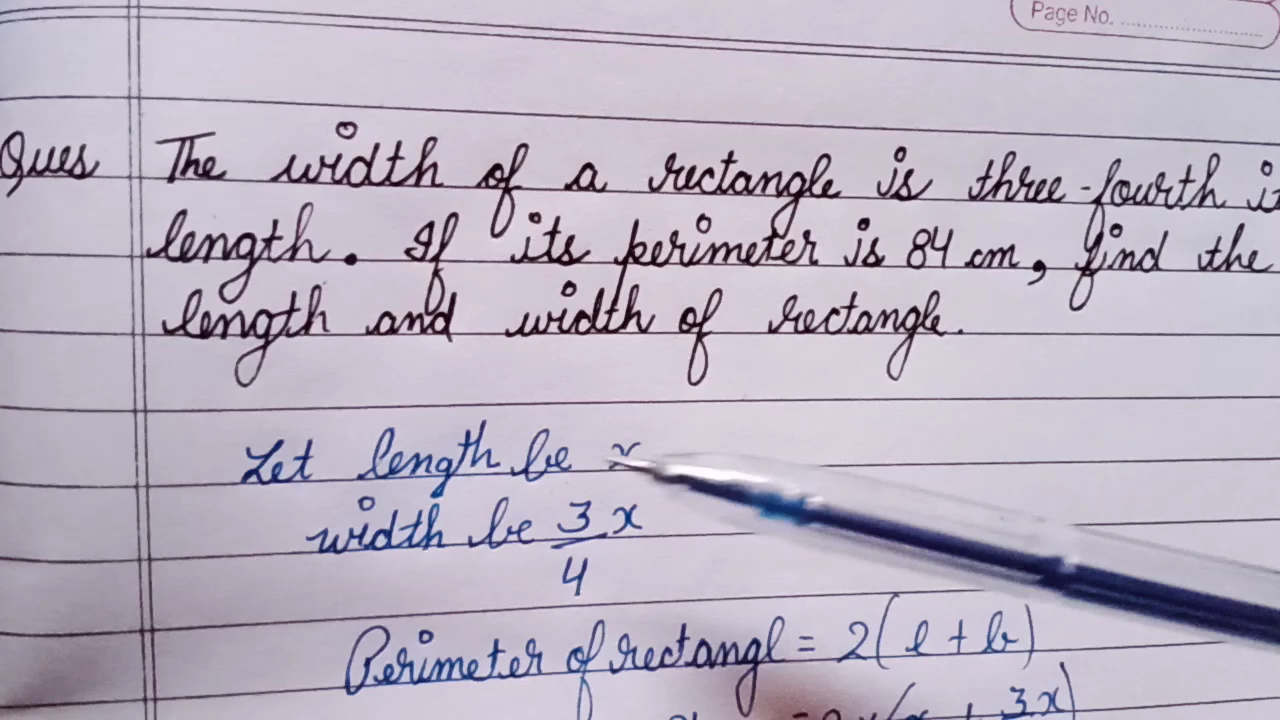 Page No.
Ques The width of a rectangle is three-fourth
length. If its perimeter is 84 cm, find the
length and width of rectangle.
Let length be x
width be 3/4 x
Perimeter of rectangl = 2(l + b)